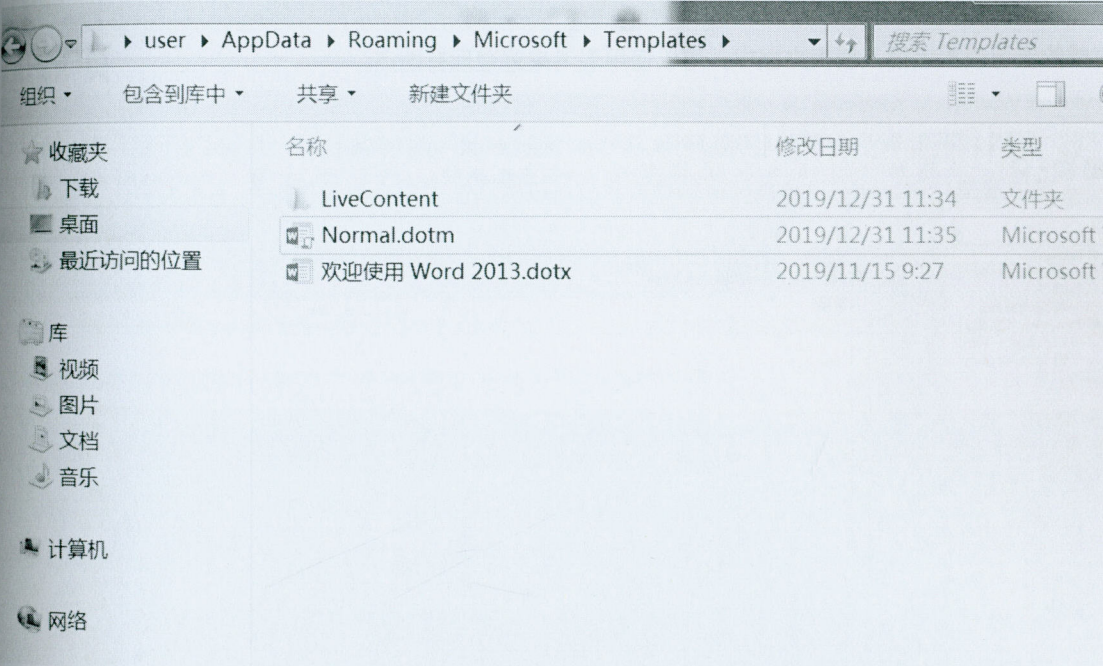 user AppData Roaming Microsoft Templates 搜索 Templates
组织 包含到库中 共享 新建文件夹
名称 修改日期 类型
收藏夹
下载
桌面
最近访问的位置
库
视频
图片
文档
音乐
计算机
网络
LiveContent 2019/12/31 11:34 文件夹
Normal.dotm 2019/12/31 11:35 Microsoft
欢迎使用 Word 2013.dotx 2019/11/15 9:27 Microsoft